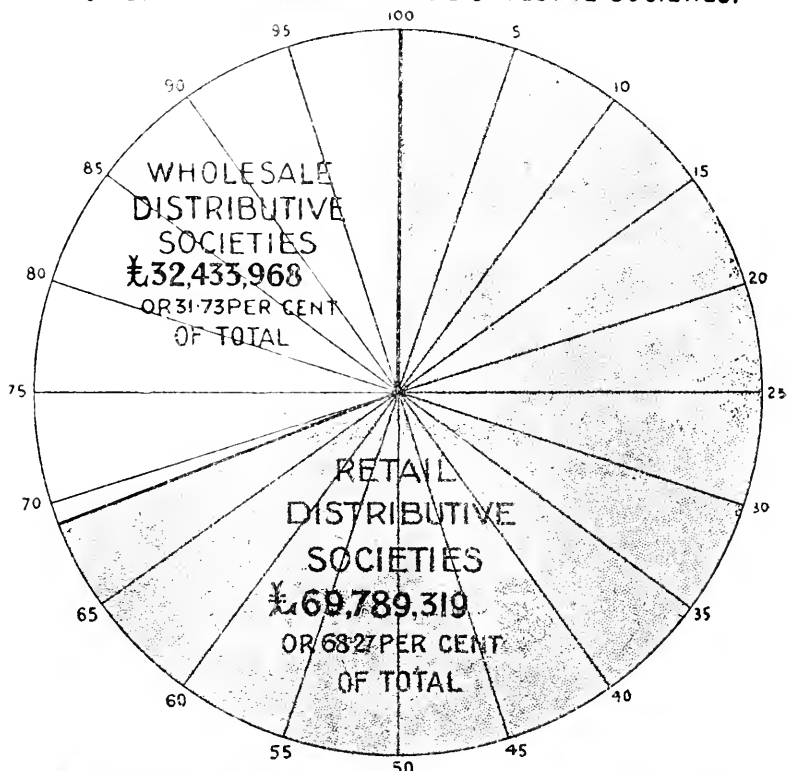 SOCIETIES.
100
95
5
90
10
85
15
80
20
75
25
70
30
65
35
60
40
55
45
50
WHOLESALE
DISTRIBUTIVE
SOCIETIES
£32,433,968
OR 31·73 PER CENT
OF TOTAL
RETAIL
DISTRIBUTIVE
SOCIETIES
£69,789,319
OR 68·27 PER CENT
OF TOTAL